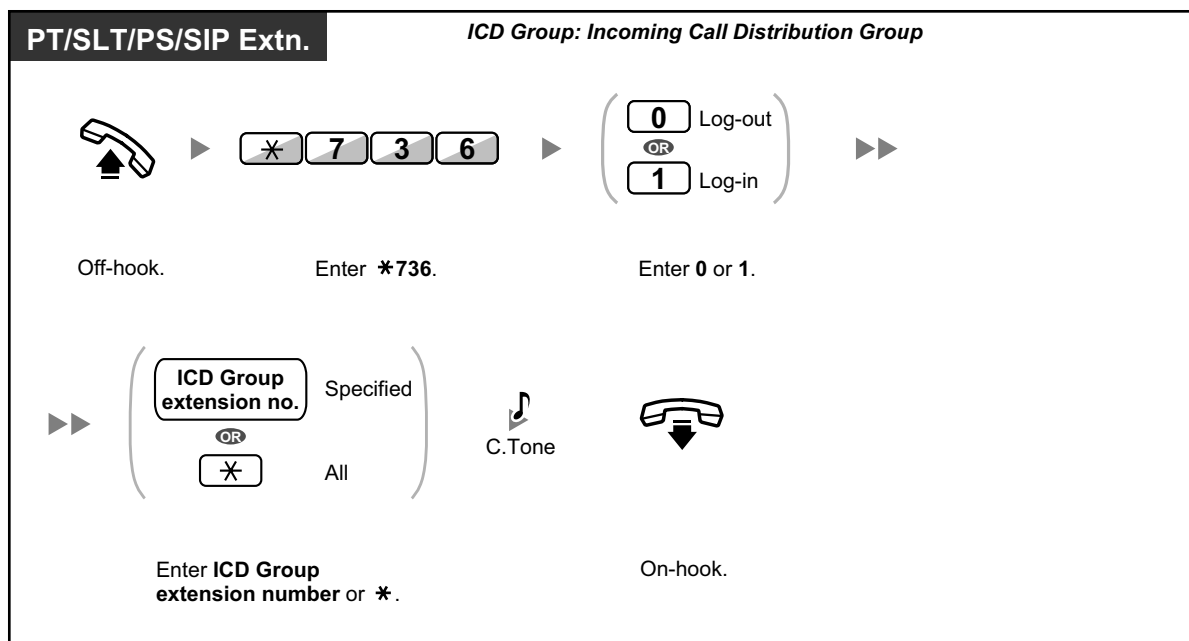 PT/SLT/PS/SIP Extn.
ICD Group: Incoming Call Distribution Group
* 7 3 6
0 Log-out
OR
1 Log-in
Off-hook.
Enter *736.
Enter 0 or 1.
ICD Group
extension no.
Specified
OR
* All
C.Tone
Enter ICD Group
extension number or *.
On-hook.